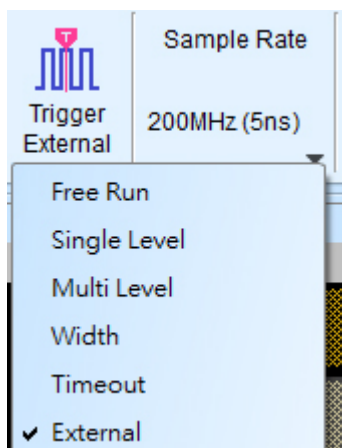 T
Trigger
External
Sample Rate
200MHz (5ns)
Free Run
Single Level
Multi Level
Width
Timeout
External